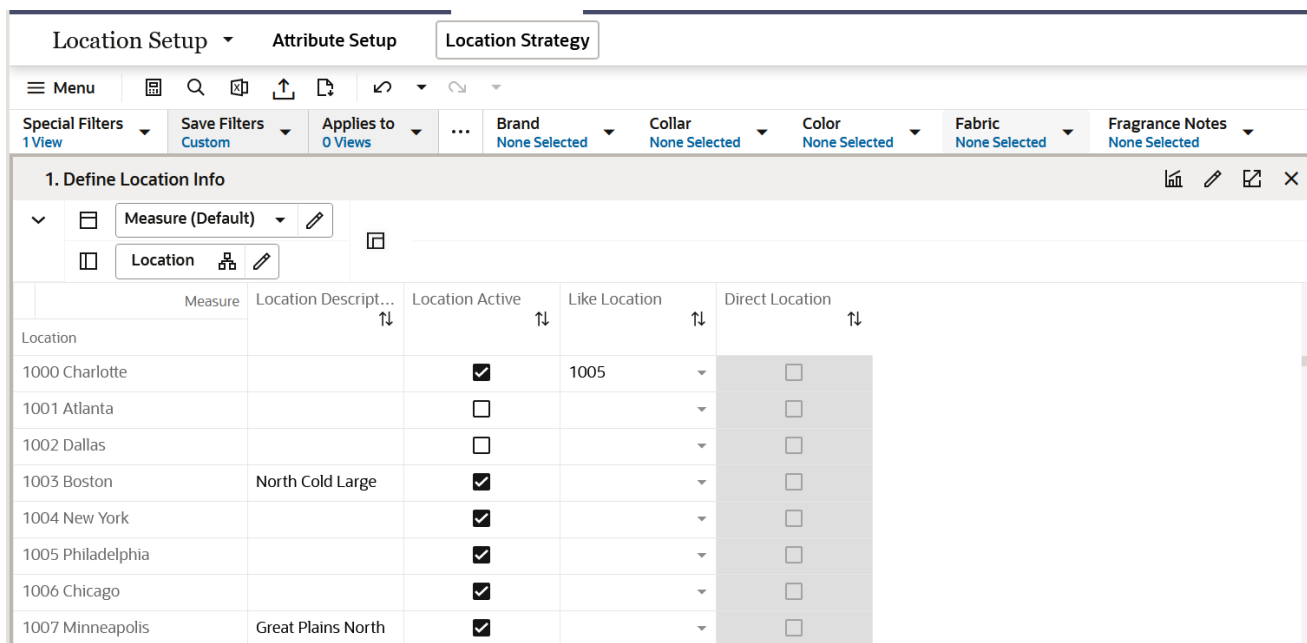 Location Setup Attribute Setup Location Strategy
Menu
Special Filters Save Filters Applies to ... Brand Collar Color Fabric Fragrance Notes
1 View Custom 0 Views None Selected None Selected None Selected None Selected None Selected
1. Define Location Info
Measure (Default)
Location
Measure Location Descript... Location Active Like Location Direct Location
Location
1000 Charlotte 1005
1001 Atlanta
1002 Dallas
1003 Boston North Cold Large
1004 New York
1005 Philadelphia
1006 Chicago
1007 Minneapolis Great Plains North